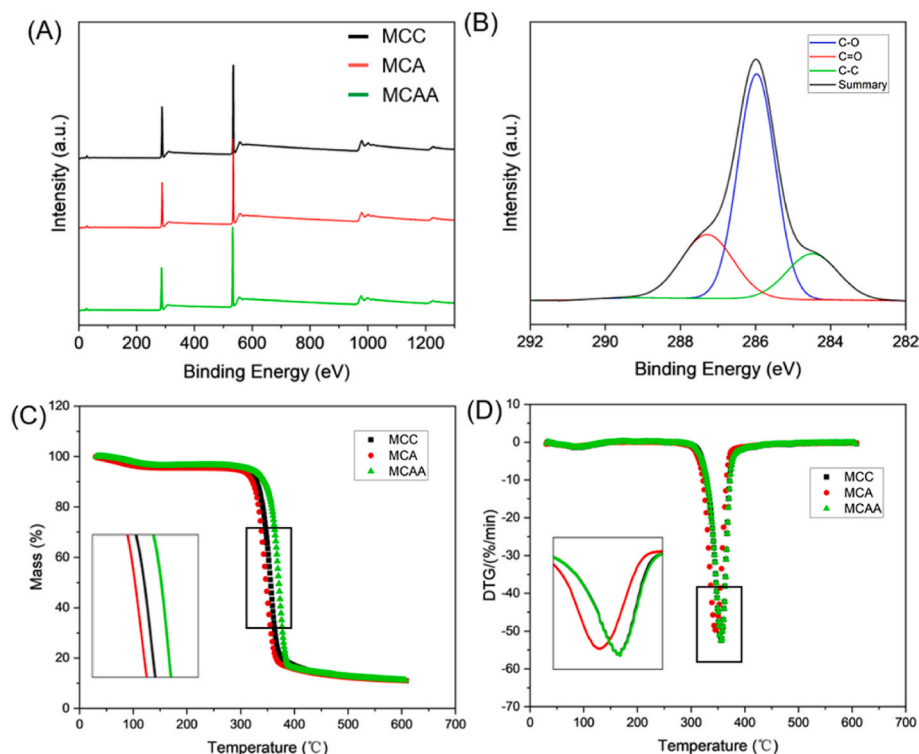 (A)
MCC
MCA
MCAA
Intensity (a.u.)
0 200 400 600 800 1000 1200
Binding Energy (eV)
(B)
C-O
C=O
C-C
Summary
Intensity (a.u.)
292 290 288 286 284 282
Binding Energy (eV)
(C)
120
100
80
60
40
20
0
Mass (%)
MCC
MCA
MCAA
0 100 200 300 400 500 600 700
Temperature (℃)
(D)
10
0
-10
-20
-30
-40
-50
-60
-70
DTG/(%/min)
MCC
MCA
MCAA
0 100 200 300 400 500 600 700
Temperature (℃)